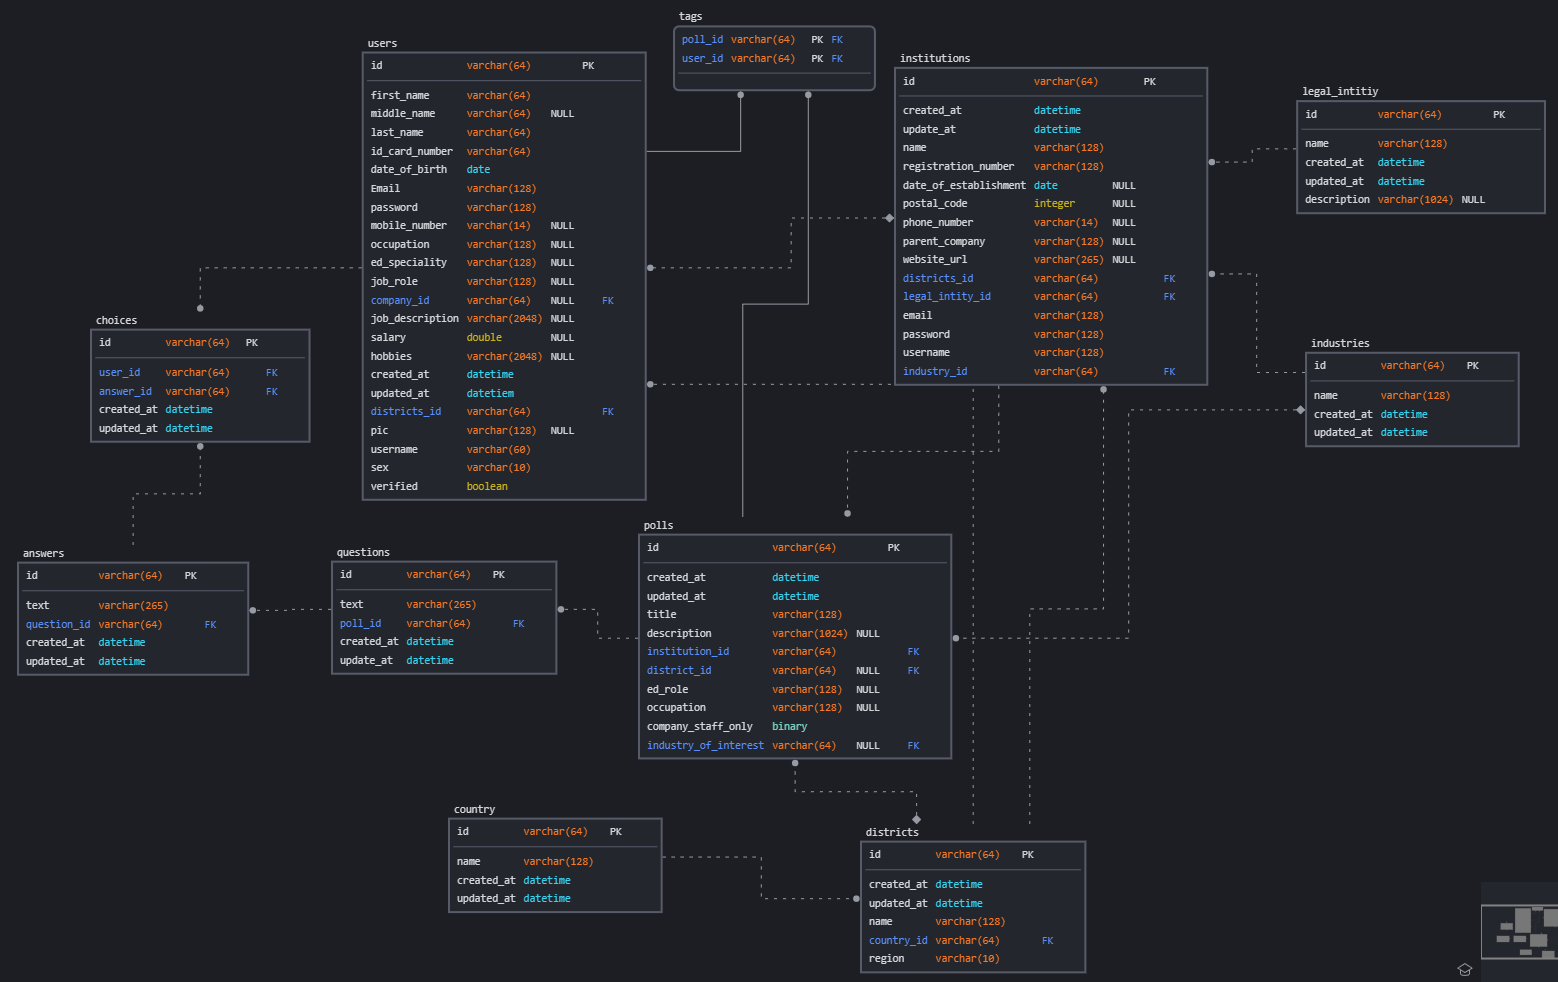 tags
poll_id varchar(64) PK FK
user_id varchar(64) PK FK
users
id varchar(64) PK
first_name varchar(64)
middle_name varchar(64) NULL
last_name varchar(64)
id_card_number varchar(64)
date_of_birth date
Email varchar(128)
password varchar(128)
mobile_number varchar(14) NULL
occupation varchar(128) NULL
ed_speciality varchar(128) NULL
job_role varchar(128) NULL
company_id varchar(64) NULL FK
job_description varchar(2048) NULL
salary double NULL
hobbies varchar(2048) NULL
created_at datetime
updated_at datetiem
districts_id varchar(64) FK
pic varchar(128) NULL
username varchar(60)
sex varchar(10)
verified boolean
institutions
id varchar(64) PK
created_at datetime
update_at datetime
name varchar(128)
registration_number varchar(128)
date_of_establishment date NULL
postal_code integer NULL
phone_number varchar(14) NULL
parent_company varchar(128) NULL
website_url varchar(265) NULL
districts_id varchar(64) FK
legal_intity_id varchar(64) FK
email varchar(128)
password varchar(128)
username varchar(128)
industry_id varchar(64) FK
legal_intitiy
id varchar(64) PK
name varchar(128)
created_at datetime
updated_at datetime
description varchar(1024) NULL
choices
id varchar(64) PK
user_id varchar(64) FK
answer_id varchar(64) FK
created_at datetime
updated_at datetime
industries
id varchar(64) PK
name varchar(128)
created_at datetime
updated_at datetime
answers
id varchar(64) PK
text varchar(265)
question_id varchar(64) FK
created_at datetime
updated_at datetime
questions
id varchar(64) PK
text varchar(265)
poll_id varchar(64) FK
created_at datetime
update_at datetime
polls
id varchar(64) PK
created_at datetime
updated_at datetime
title varchar(128)
description varchar(1024) NULL
institution_id varchar(64) FK
district_id varchar(64) NULL FK
ed_role varchar(128) NULL
occupation varchar(128) NULL
company_staff_only binary
industry_of_interest varchar(64) NULL FK
country
id varchar(64) PK
name varchar(128)
created_at datetime
updated_at datetime
districts
id varchar(64) PK
created_at datetime
updated_at datetime
name varchar(128)
country_id varchar(64) FK
region varchar(10)